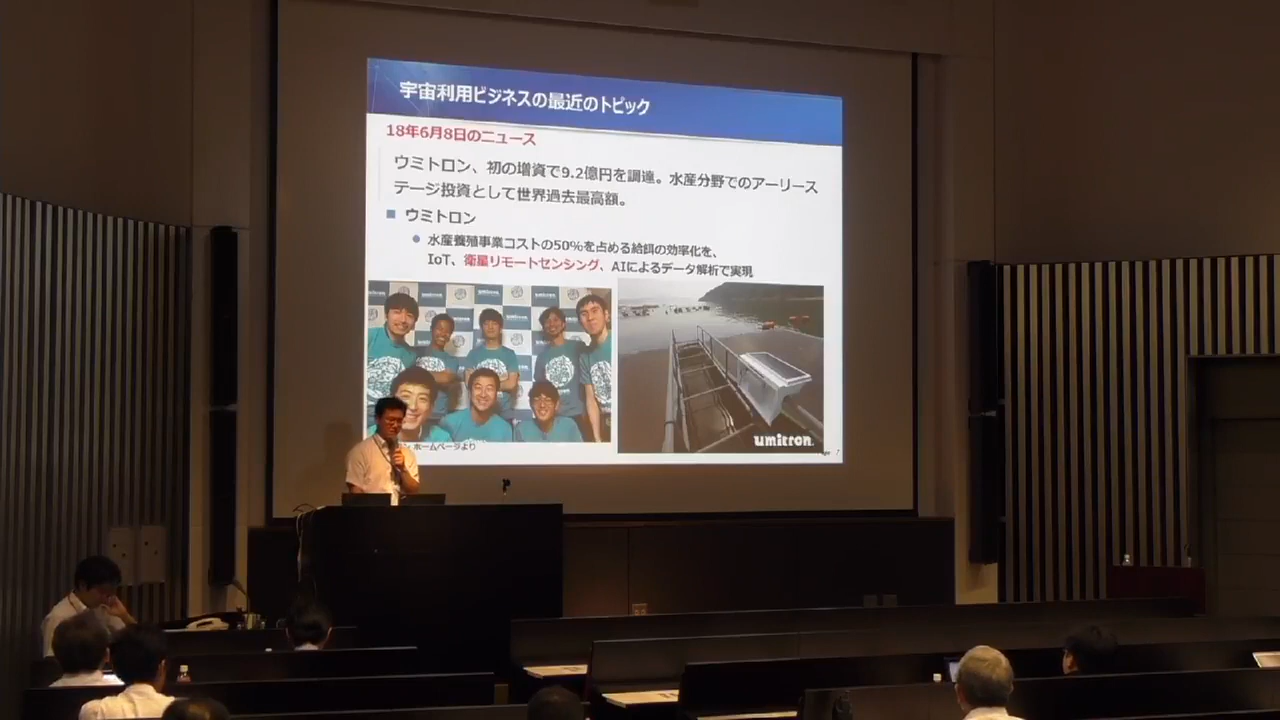 宇宙利用ビジネスの最近のトピック
18年6月8日のニュース
ウミトロン、初の増資で9.2億円を調達。水産分野でのアーリース
テージ投資として世界過去最高額。
■ ウミトロン
● 水産養殖事業コストの50%を占める給餌の効率化を、
IoT、衛星リモートセンシング、AIによるデータ解析で実現
umitron
ン ホームページより